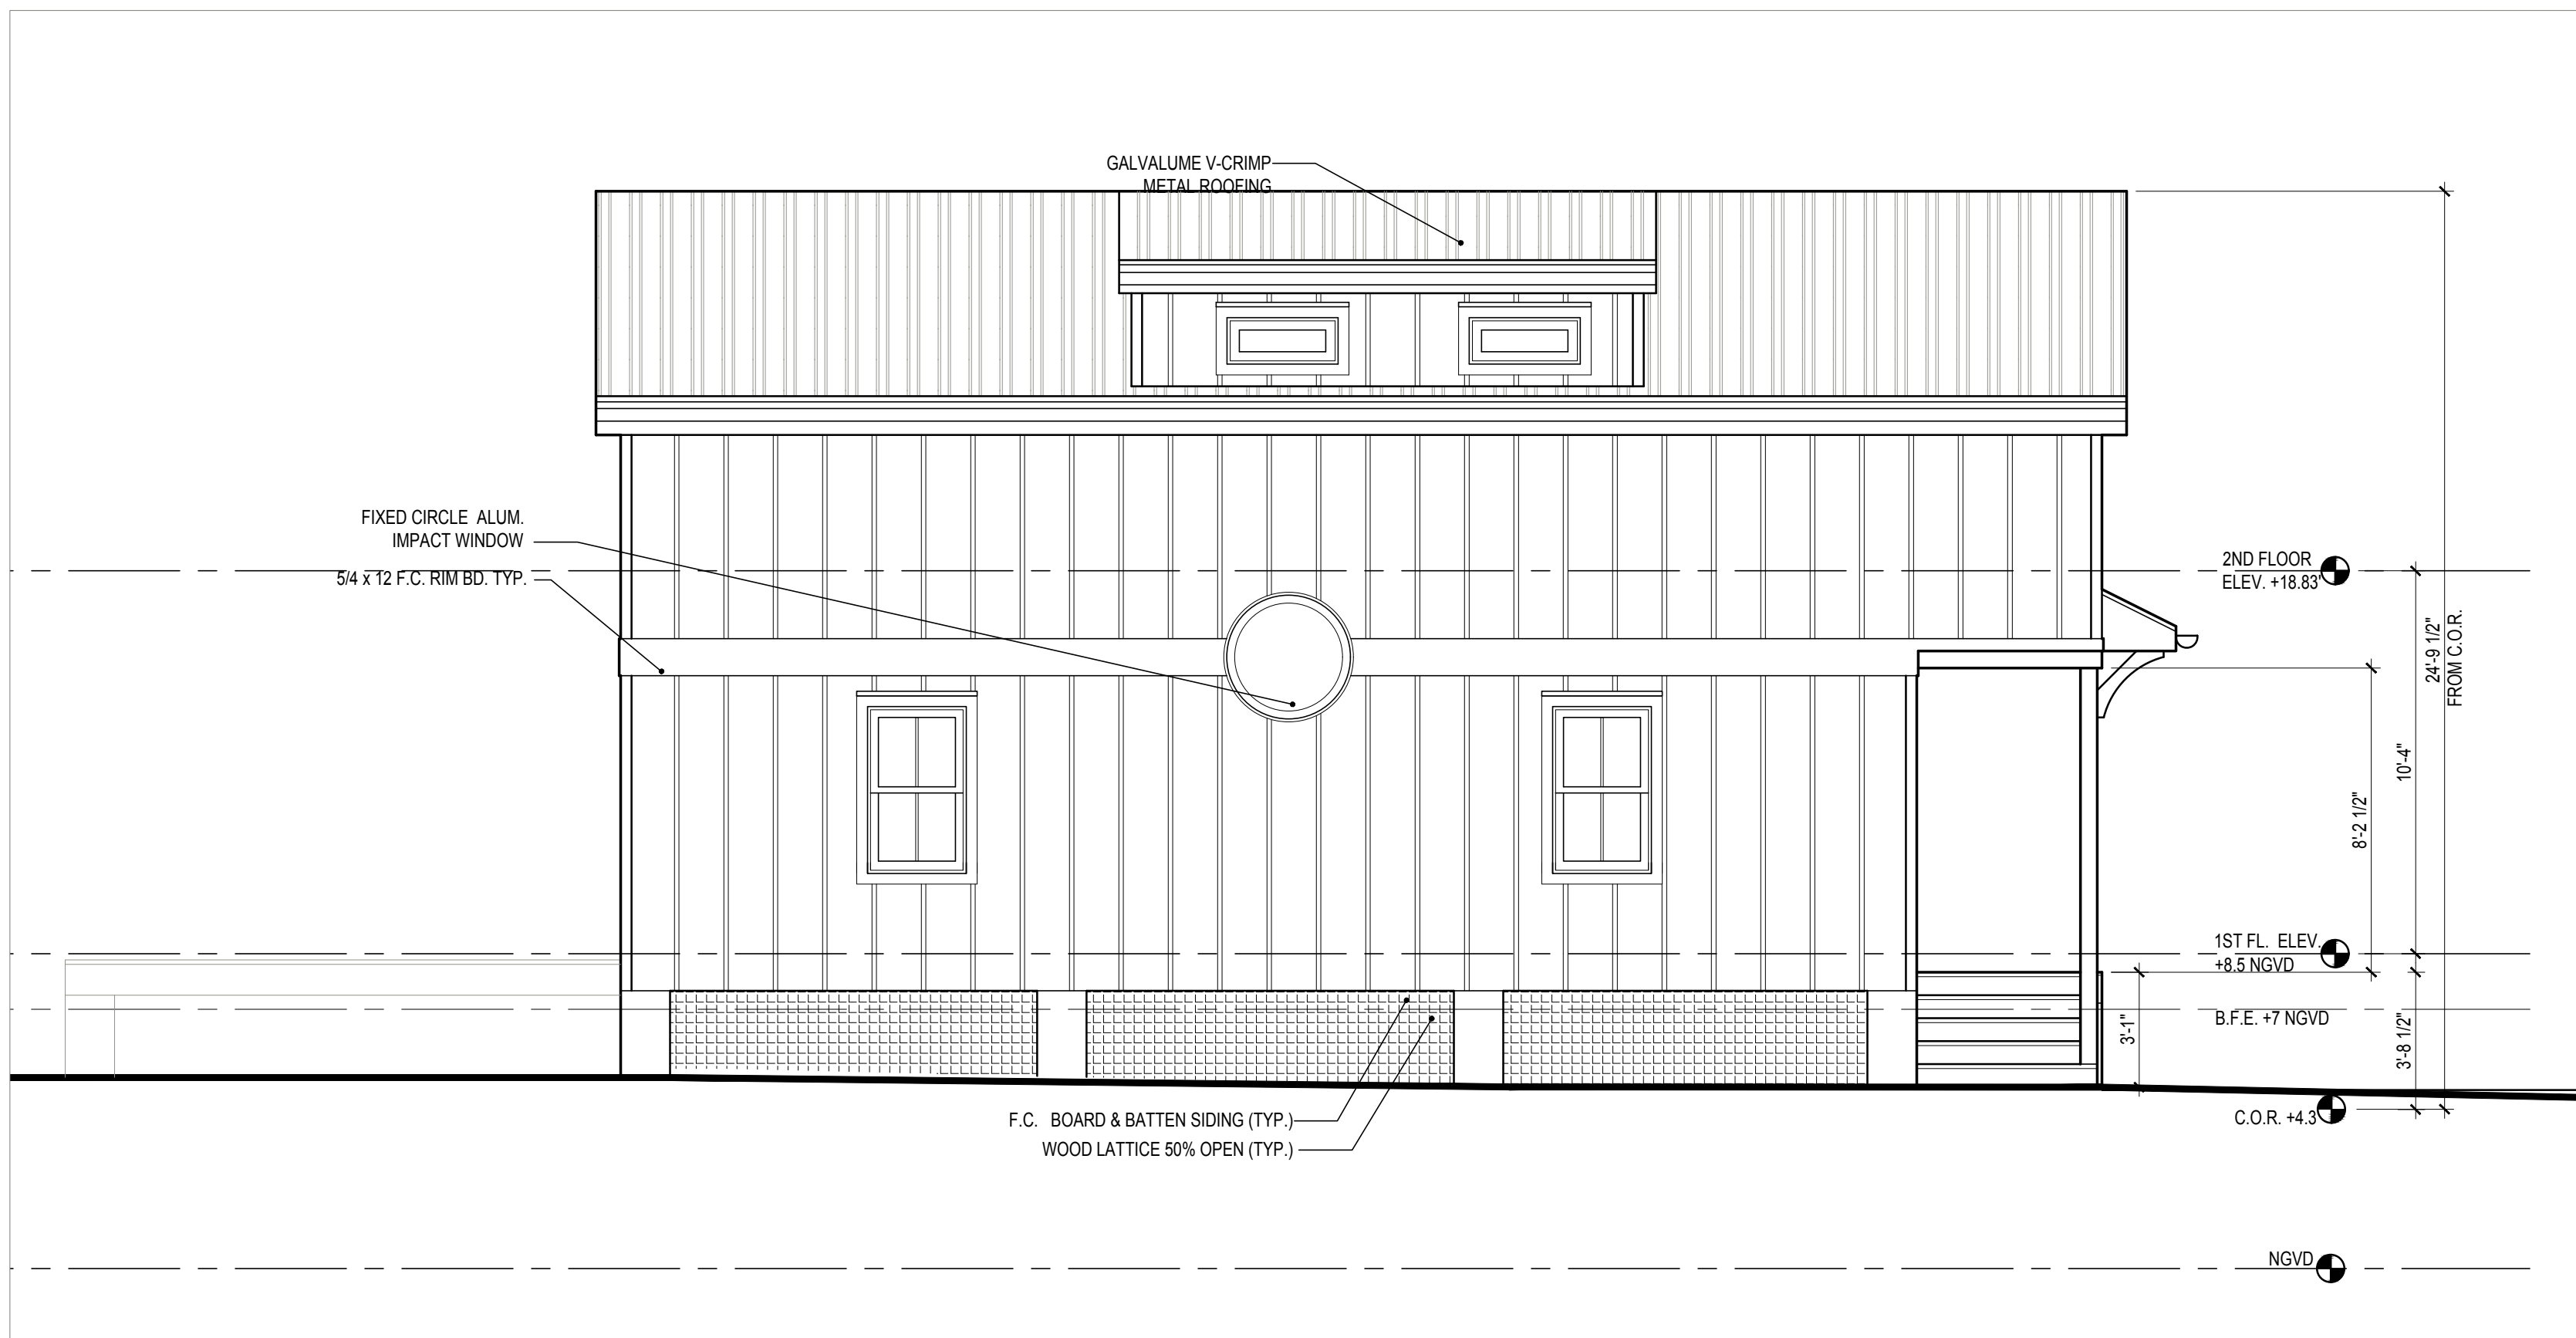 GALVALUME V-CRIMP
METAL ROOFING
FIXED CIRCLE ALUM.
IMPACT WINDOW
5/4 x 12 F.C. RIM BD. TYP.
2ND FLOOR
ELEV. +18.83'
24'-9 1/2"
FROM C.O.R.
10'-4"
8'-2 1/2"
1ST FL. ELEV.
+8.5 NGVD
B.F.E. +7 NGVD
3'-1"
3'-8 1/2"
C.O.R. +4.3
F.C. BOARD & BATTEN SIDING (TYP.)
WOOD LATTICE 50% OPEN (TYP.)
NGVD